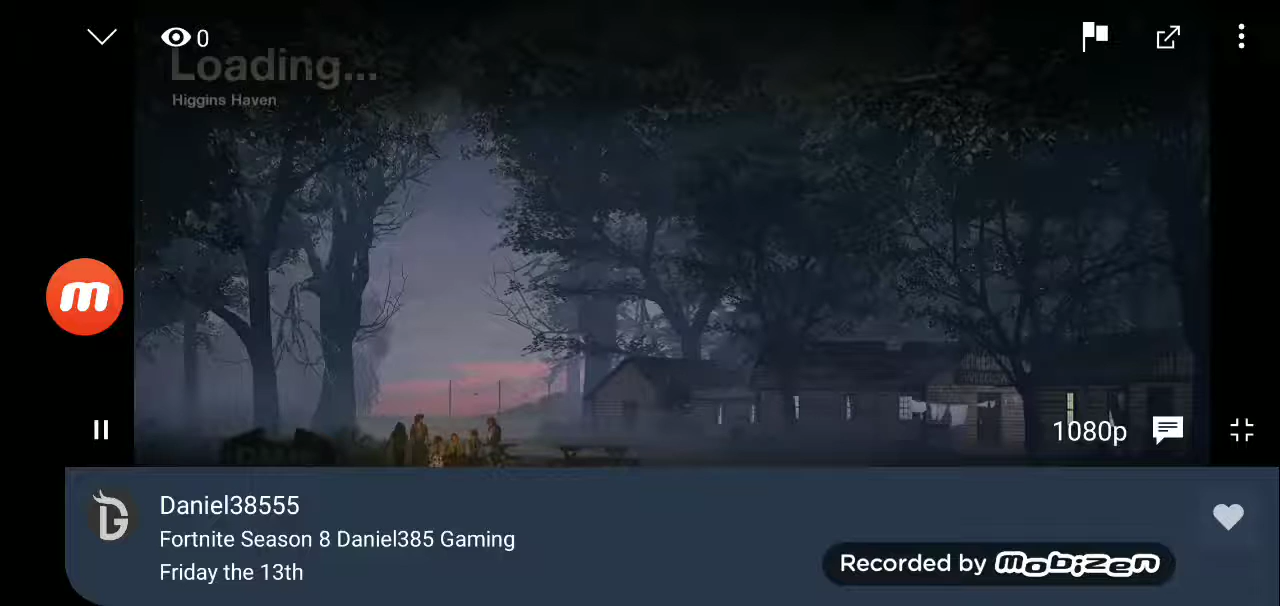 0
Loading...
Higgins Haven
1080p
Daniel38555
Fortnite Season 8 Daniel385 Gaming
Friday the 13th
Recorded by mobizen